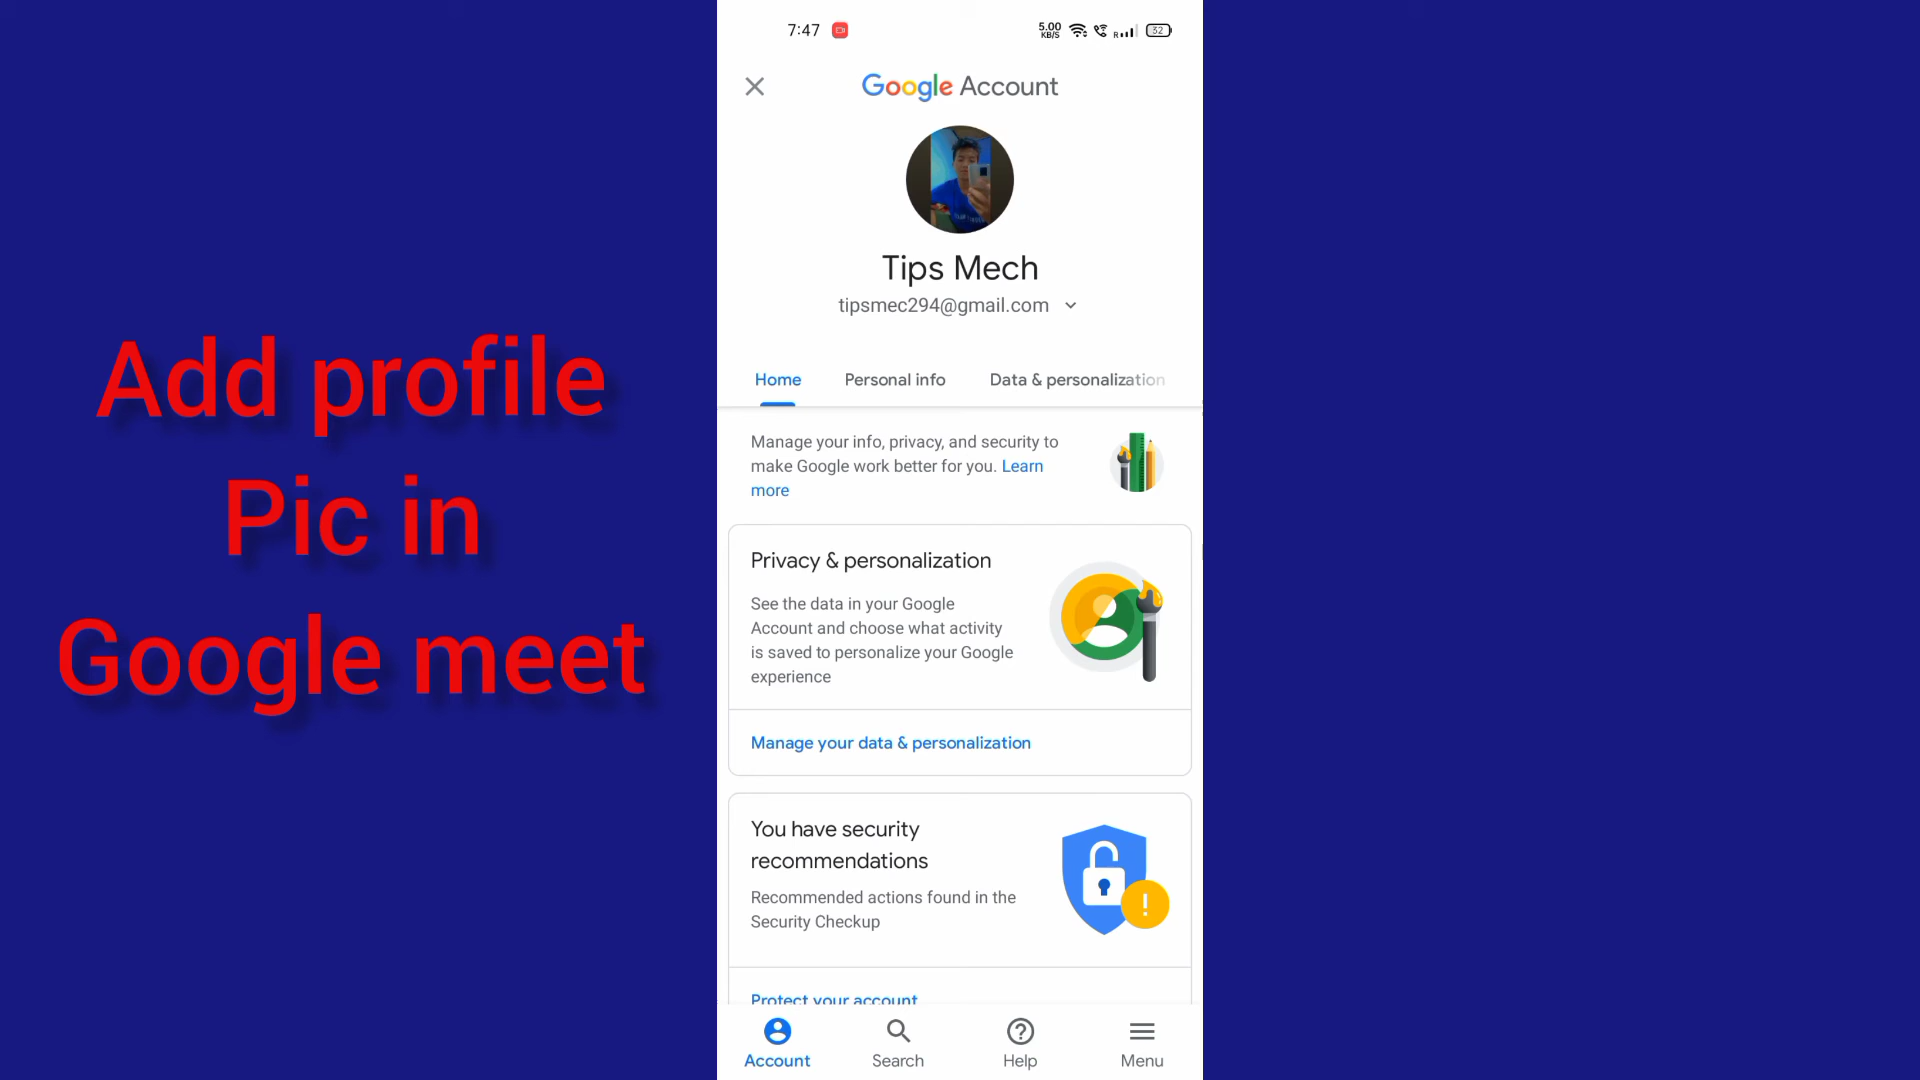 Add profile
Pic in
Google meet
7:47
5.00
KB/S
R
32
Google Account
Tips Mech
tipsmec294@gmail.com
Home
Personal info
Data & personalization
Manage your info, privacy, and security to
make Google work better for you. Learn
more
Privacy & personalization
See the data in your Google
Account and choose what activity
is saved to personalize your Google
experience
Manage your data & personalization
You have security
recommendations
Recommended actions found in the
Security Checkup
Protect your account
Account
Search
Help
Menu